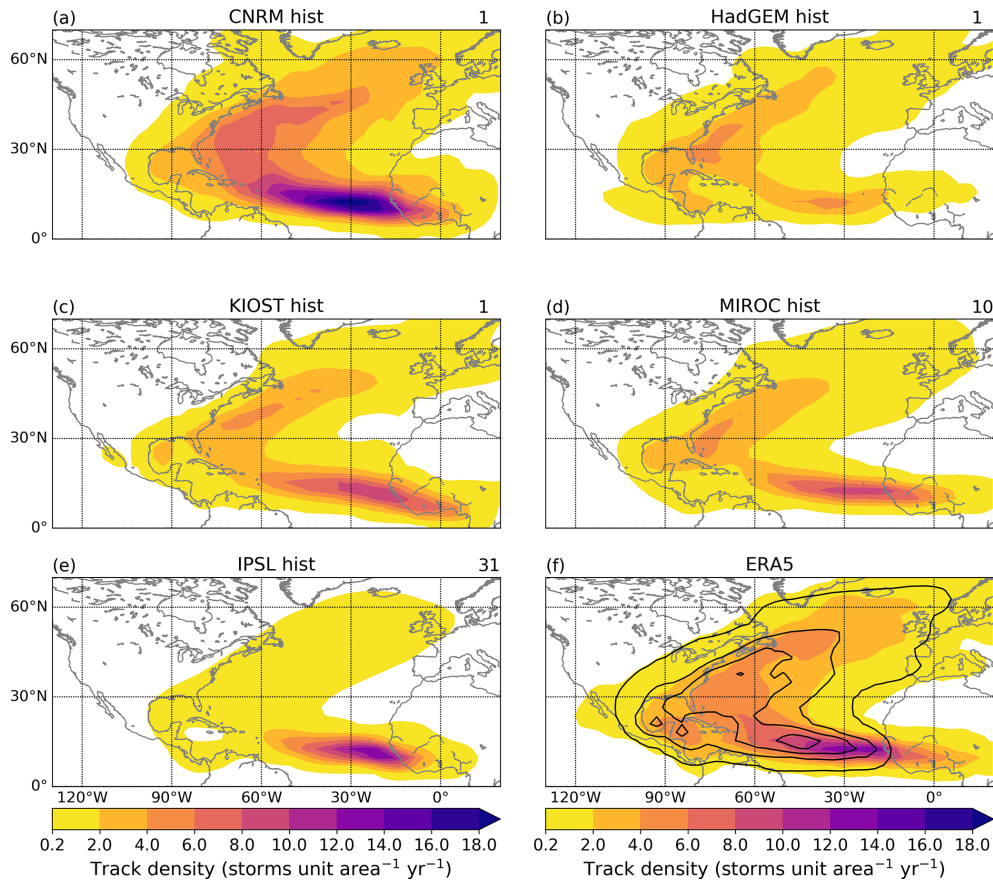 (a) CNRM hist 1
(b) HadGEM hist 1
60°N
30°N
0°
(c) KIOST hist 1
(d) MIROC hist 10
60°N
30°N
0°
(e) IPSL hist 31
(f) ERA5
60°N
30°N
0°
120°W 90°W 60°W 30°W 0°
120°W 90°W 60°W 30°W 0°
0.2 2.0 4.0 6.0 8.0 10.0 12.0 14.0 16.0 18.0
0.2 2.0 4.0 6.0 8.0 10.0 12.0 14.0 16.0 18.0
Track density (storms unit area⁻¹ yr⁻¹)
Track density (storms unit area⁻¹ yr⁻¹)